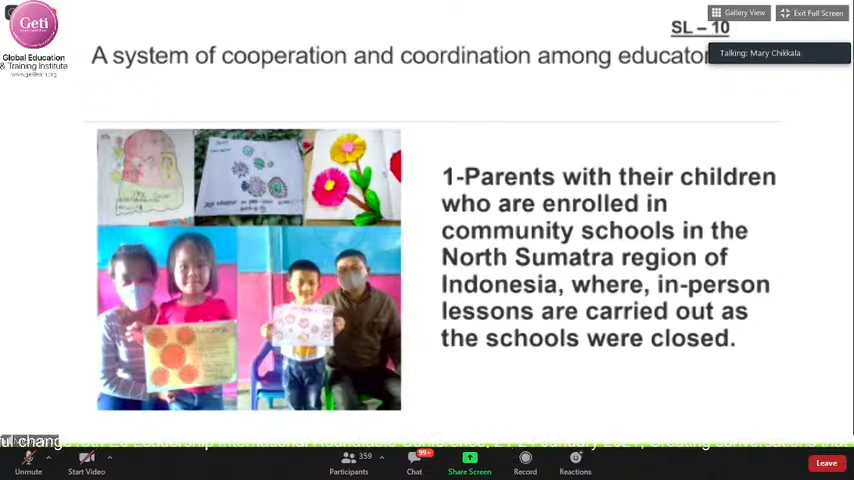 Geti
Global Education
& Training Institute
www.getilearn.org
Gallery View
Exit Full Screen
SL – 10
Talking: Mary Chikkala
A system of cooperation and coordination among educator
1-Parents with their children
who are enrolled in
community schools in the
North Sumatra region of
Indonesia, where, in-person
lessons are carried out as
the schools were closed.
Unmute
Start Video
359
Participants
99+
Chat
Share Screen
Record
Reactions
Leave